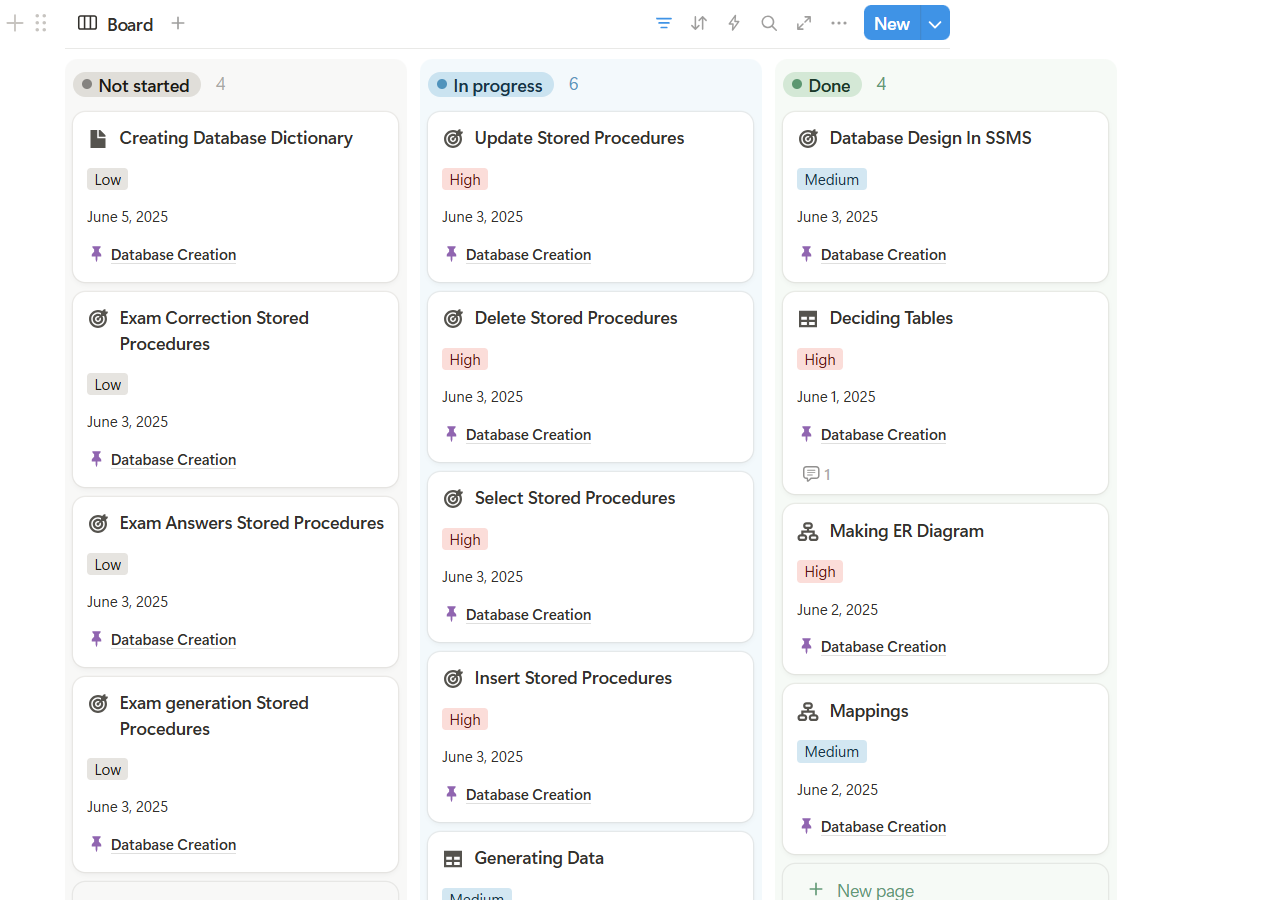 Board
New
Not started 4
Creating Database Dictionary
Low
June 5, 2025
Database Creation
Exam Correction Stored
Procedures
Low
June 3, 2025
Database Creation
Exam Answers Stored Procedures
Low
June 3, 2025
Database Creation
Exam generation Stored
Procedures
Low
June 3, 2025
Database Creation
In progress 6
Update Stored Procedures
High
June 3, 2025
Database Creation
Delete Stored Procedures
High
June 3, 2025
Database Creation
Select Stored Procedures
High
June 3, 2025
Database Creation
Insert Stored Procedures
High
June 3, 2025
Database Creation
Generating Data
Medium
Done 4
Database Design In SSMS
Medium
June 3, 2025
Database Creation
Deciding Tables
High
June 1, 2025
Database Creation
1
Making ER Diagram
High
June 2, 2025
Database Creation
Mappings
Medium
June 2, 2025
Database Creation
New page